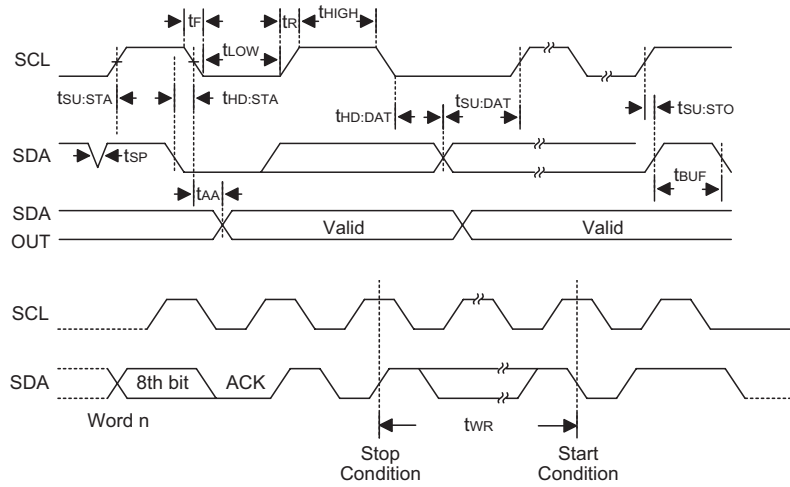 tF tR tHIGH
SCL tLOW
tSU:STA tHD:STA tHD:DAT tSU:DAT tSU:STO
SDA tSP tBUF
tAA
SDA
OUT Valid Valid
SCL
SDA 8th bit ACK
Word n tWR
Stop
Condition
Start
Condition